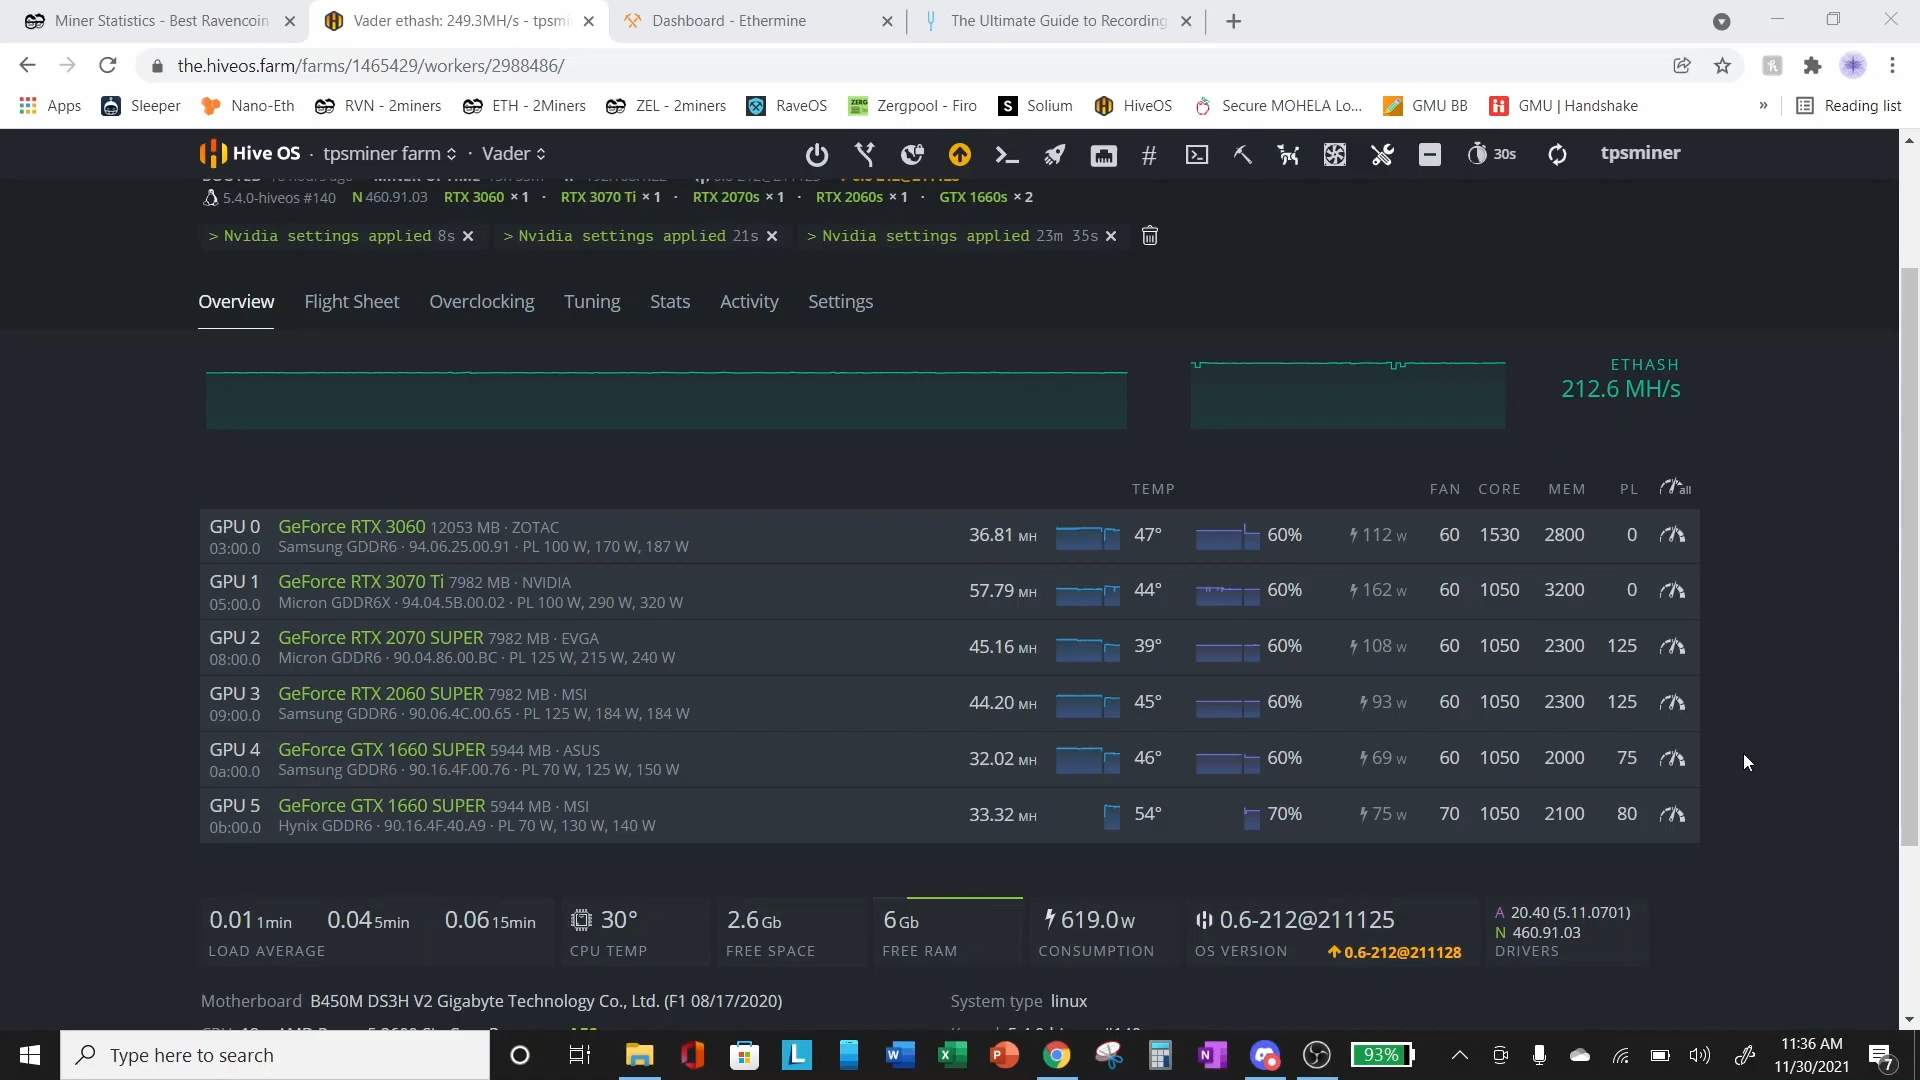 Miner Statistics - Best Ravencoin
Vader ethash: 249.3MH/s - tpsmi
Dashboard - Ethermine
The Ultimate Guide to Recording
the.hiveos.farm/farms/1465429/workers/2988486/
Apps Sleeper Nano-Eth RVN - 2miners ETH - 2Miners ZEL - 2miners RaveOS Zergpool - Firo Solium HiveOS Secure MOHELA Lo... GMU BB GMU | Handshake » Reading list
Hive OS · tpsminer farm · Vader 30s tpsminer
5.4.0-hiveos #140 N 460.91.03 RTX 3060 × 1 · RTX 3070 Ti × 1 · RTX 2070s × 1 · RTX 2060s × 1 · GTX 1660s × 2
> Nvidia settings applied 8s > Nvidia settings applied 21s > Nvidia settings applied 23m 35s
Overview Flight Sheet Overclocking Tuning Stats Activity Settings
ETHASH
212.6 MH/s
TEMP FAN CORE MEM PL all
GPU 0 GeForce RTX 3060 12053 MB · ZOTAC 36.81 MH 47° 60% 112 W 60 1530 2800 0
03:00.0 Samsung GDDR6 · 94.06.25.00.91 · PL 100 W, 170 W, 187 W
GPU 1 GeForce RTX 3070 Ti 7982 MB · NVIDIA 57.79 MH 44° 60% 162 W 60 1050 3200 0
05:00.0 Micron GDDR6X · 94.04.5B.00.02 · PL 100 W, 290 W, 320 W
GPU 2 GeForce RTX 2070 SUPER 7982 MB · EVGA 45.16 MH 39° 60% 108 W 60 1050 2300 125
08:00.0 Micron GDDR6 · 90.04.86.00.BC · PL 125 W, 215 W, 240 W
GPU 3 GeForce RTX 2060 SUPER 7982 MB · MSI 44.20 MH 45° 60% 93 W 60 1050 2300 125
09:00.0 Samsung GDDR6 · 90.06.4C.00.65 · PL 125 W, 184 W, 184 W
GPU 4 GeForce GTX 1660 SUPER 5944 MB · ASUS 32.02 MH 46° 60% 69 W 60 1050 2000 75
0a:00.0 Samsung GDDR6 · 90.16.4F.00.76 · PL 70 W, 125 W, 150 W
GPU 5 GeForce GTX 1660 SUPER 5944 MB · MSI 33.32 MH 54° 70% 75 W 70 1050 2100 80
0b:00.0 Hynix GDDR6 · 90.16.4F.40.A9 · PL 70 W, 130 W, 140 W
0.01 1min 0.04 5min 0.06 15min
LOAD AVERAGE
30°
CPU TEMP
2.6 Gb
FREE SPACE
6 Gb
FREE RAM
619.0 W
CONSUMPTION
0.6-212@211125
OS VERSION 0.6-212@211128
A 20.40 (5.11.0701)
N 460.91.03
DRIVERS
Motherboard B450M DS3H V2 Gigabyte Technology Co., Ltd. (F1 08/17/2020)
System type linux
Type here to search
93%
11:36 AM
11/30/2021
7